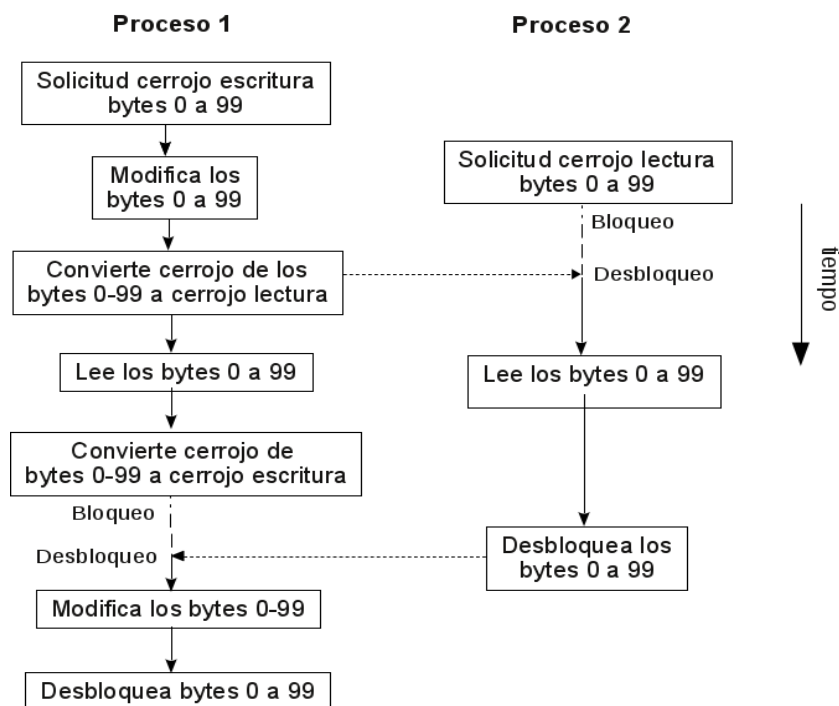 Proceso 1
Proceso 2
Solicitud cerrojo escritura
bytes 0 a 99
Solicitud cerrojo lectura
bytes 0 a 99
Modifica los
bytes 0 a 99
Bloqueo
Convierte cerrojo de los
bytes 0-99 a cerrojo lectura
Desbloqueo
tiempo
Lee los bytes 0 a 99
Lee los bytes 0 a 99
Convierte cerrojo de
bytes 0-99 a cerrojo escritura
Bloqueo
Desbloqueo
Desbloquea los
bytes 0 a 99
Modifica los bytes 0-99
Desbloquea bytes 0 a 99